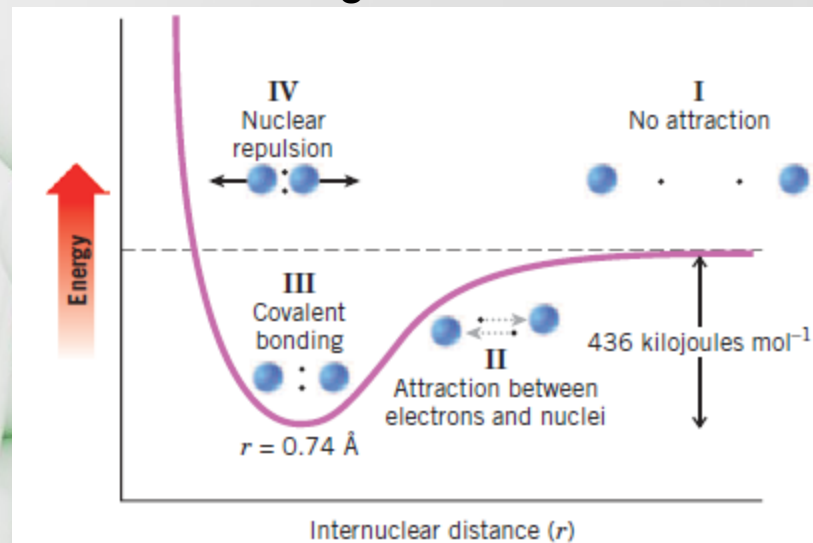 IV
Nuclear
repulsion
I
No attraction
Energy
III
Covalent
bonding
II
Attraction between
electrons and nuclei
436 kilojoules mol⁻¹
r = 0.74 Å
Internuclear distance (r)